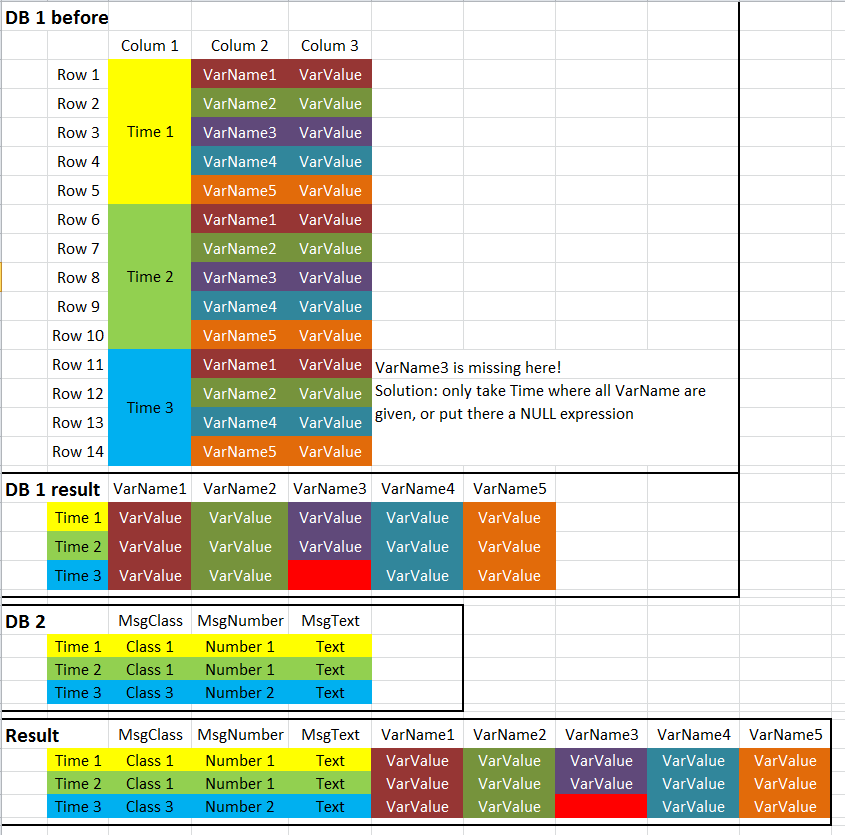 DB 1 before
Colum 1 Colum 2 Colum 3
Row 1 VarName1 VarValue
Row 2 VarName2 VarValue
Row 3 Time 1 VarName3 VarValue
Row 4 VarName4 VarValue
Row 5 VarName5 VarValue
Row 6 VarName1 VarValue
Row 7 VarName2 VarValue
Row 8 Time 2 VarName3 VarValue
Row 9 VarName4 VarValue
Row 10 VarName5 VarValue
Row 11 VarName1 VarValue VarName3 is missing here!
Row 12 VarName2 VarValue Solution: only take Time where all VarName are
Time 3
Row 13 VarName4 VarValue given, or put there a NULL expression
Row 14 VarName5 VarValue
DB 1 result VarName1 VarName2 VarName3 VarName4 VarName5
Time 1 VarValue VarValue VarValue VarValue VarValue
Time 2 VarValue VarValue VarValue VarValue VarValue
Time 3 VarValue VarValue VarValue VarValue
DB 2 MsgClass MsgNumber MsgText
Time 1 Class 1 Number 1 Text
Time 2 Class 1 Number 1 Text
Time 3 Class 3 Number 2 Text
Result MsgClass MsgNumber MsgText VarName1 VarName2 VarName3 VarName4 VarName5
Time 1 Class 1 Number 1 Text VarValue VarValue VarValue VarValue VarValue
Time 2 Class 1 Number 1 Text VarValue VarValue VarValue VarValue VarValue
Time 3 Class 3 Number 2 Text VarValue VarValue VarValue VarValue